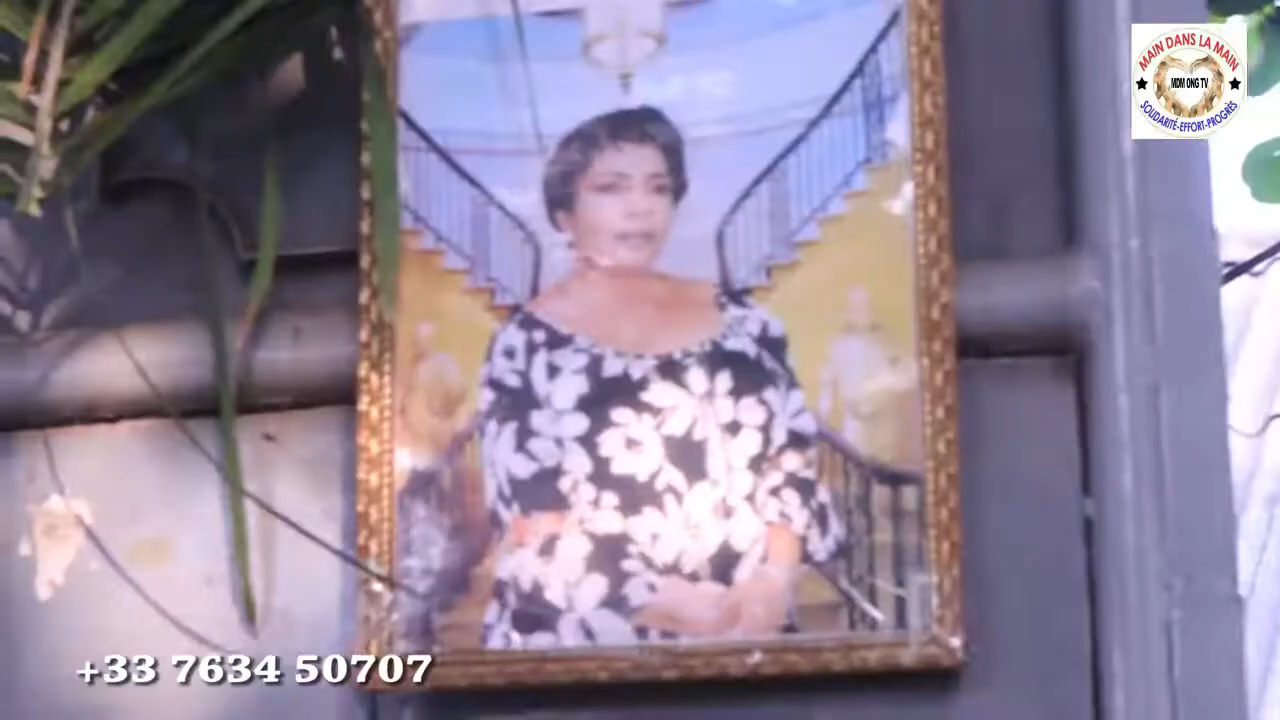 MAIN DANS LA MAIN
MDM ONG TV
SOLIDARITÉ-EFFORT-PROGRÈS
+33 7634 50707